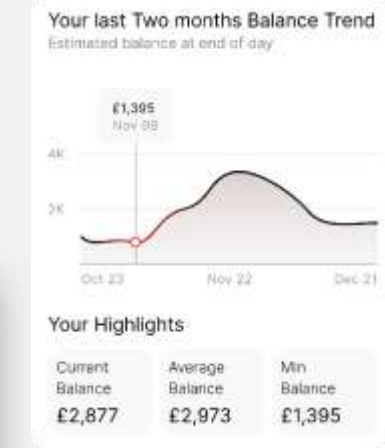 Your last Two months Balance Trend
Estimated balance at end of day
£1,395
Nov 08
4K
2K
Oct 23 Nov 22 Dec 21
Your Highlights
Current Average Min
Balance Balance Balance
£2,877 £2,973 £1,395